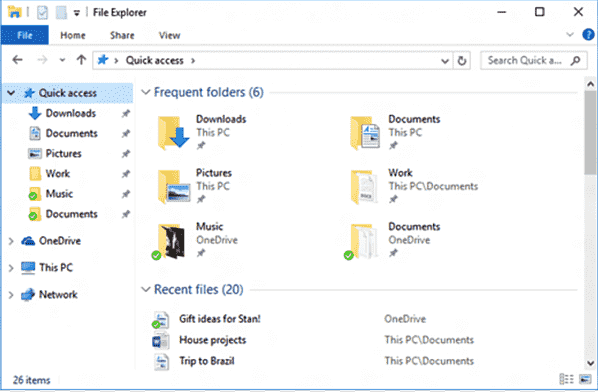 File Explorer
File Home Share View
Quick access
Search Quick a...
Quick access
Downloads
Documents
Pictures
Work
Music
Documents
OneDrive
This PC
Network
Frequent folders (6)
Downloads
This PC
Documents
This PC
Pictures
This PC
Work
This PC\Documents
Music
OneDrive
Documents
OneDrive
Recent files (20)
Gift ideas for Stan! OneDrive
House projects This PC\Documents
Trip to Brazil This PC\Documents
26 items